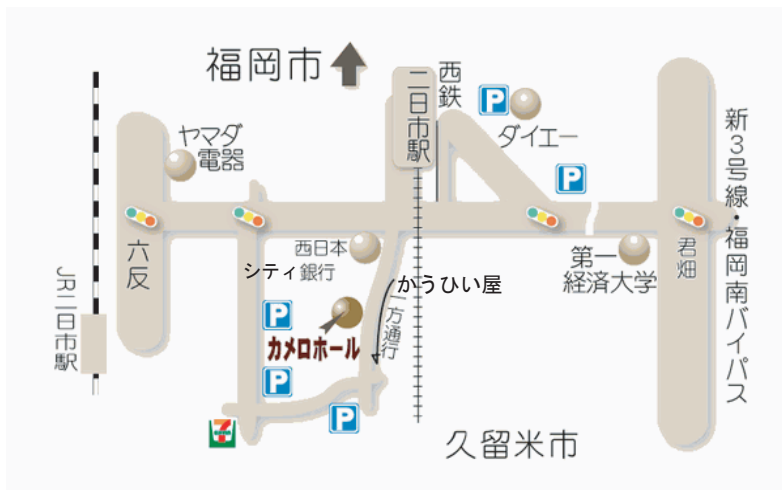 福岡市
西鉄
二日市駅
P
ダイエー
ヤマダ
電器
P
新3号線・福岡南バイパス
六反
西日本
シティ銀行
かうひい屋
第一
経済大学
君畑
JR二日市駅
P
カメロホール
一方通行
P
P
7
久留米市